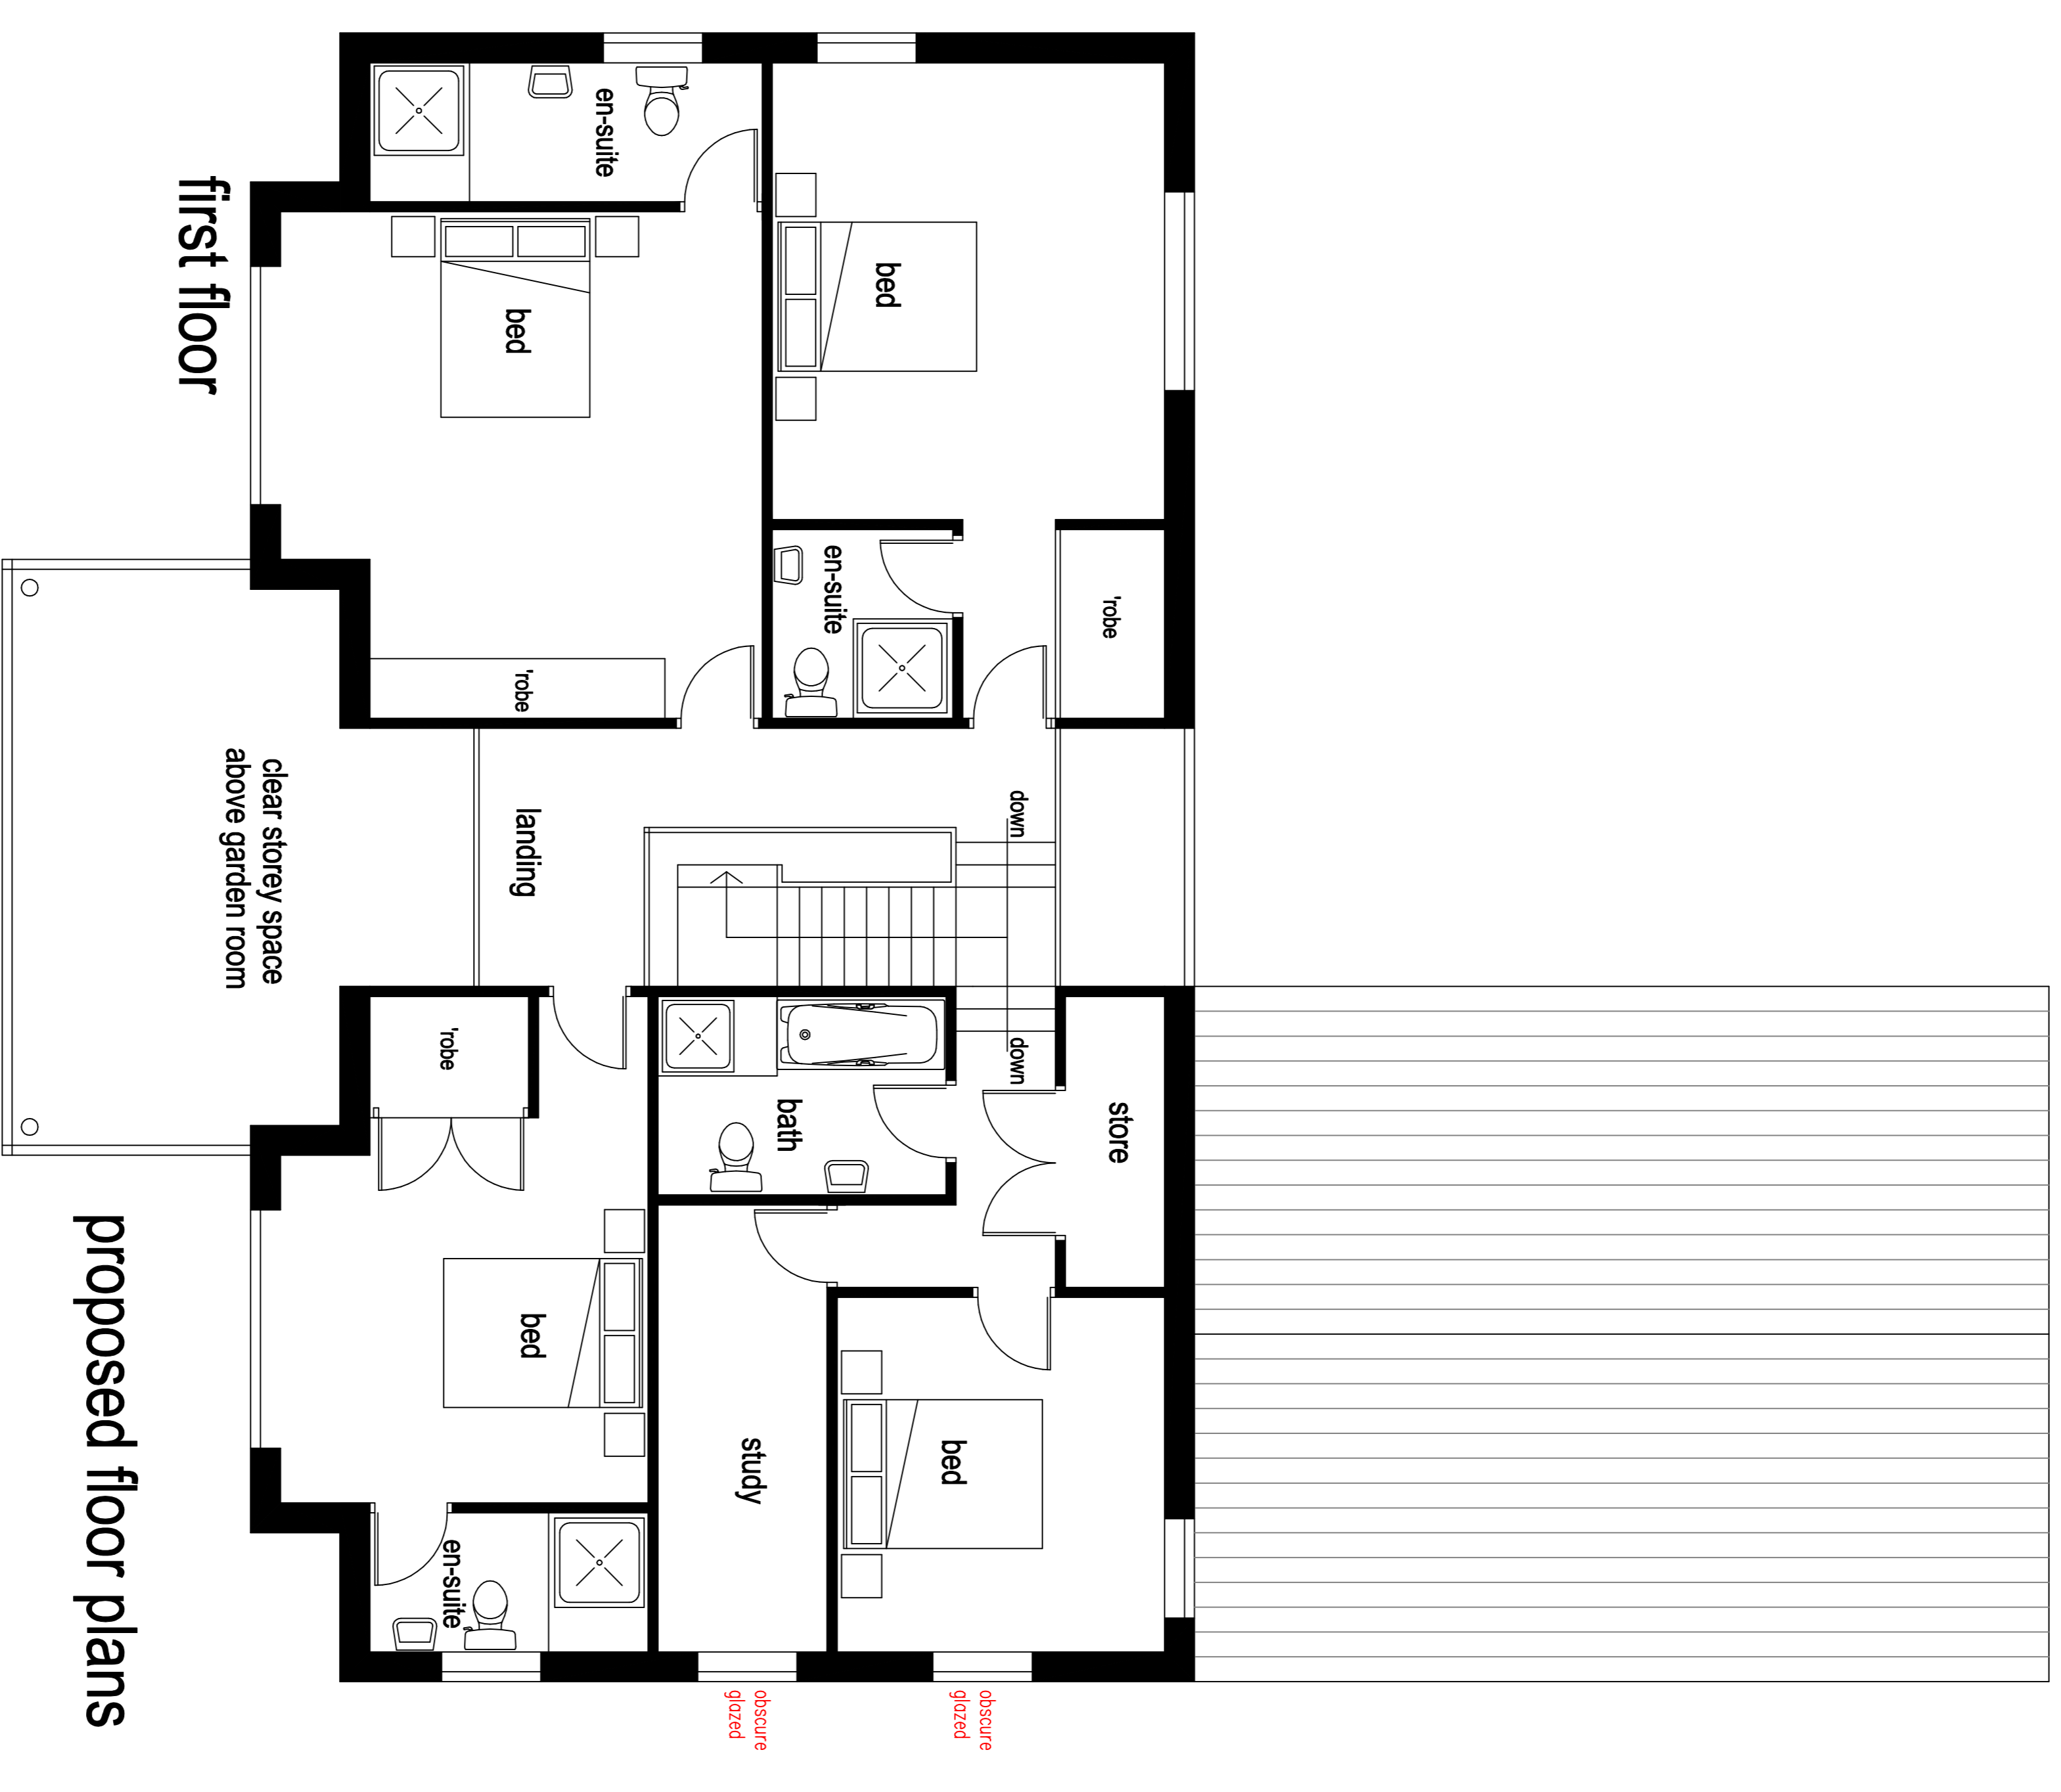 'robe
store
down
down
bed
obscure
glazed
bed
en-suite
bath
study
obscure
glazed
en-suite
bed
'robe
landing
bed
'robe
en-suite
clear storey space
above garden room
first floor
proposed floor plans